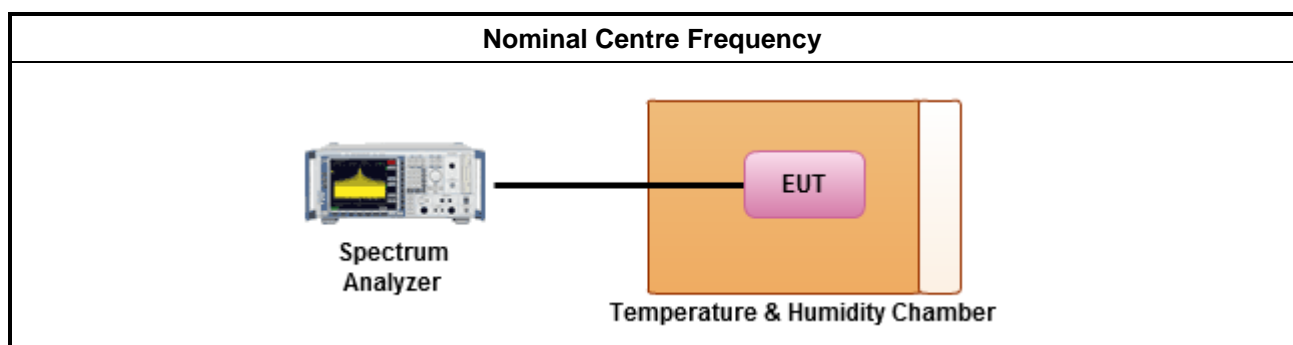 Nominal Centre Frequency
EUT
Spectrum
Analyzer
Temperature & Humidity Chamber